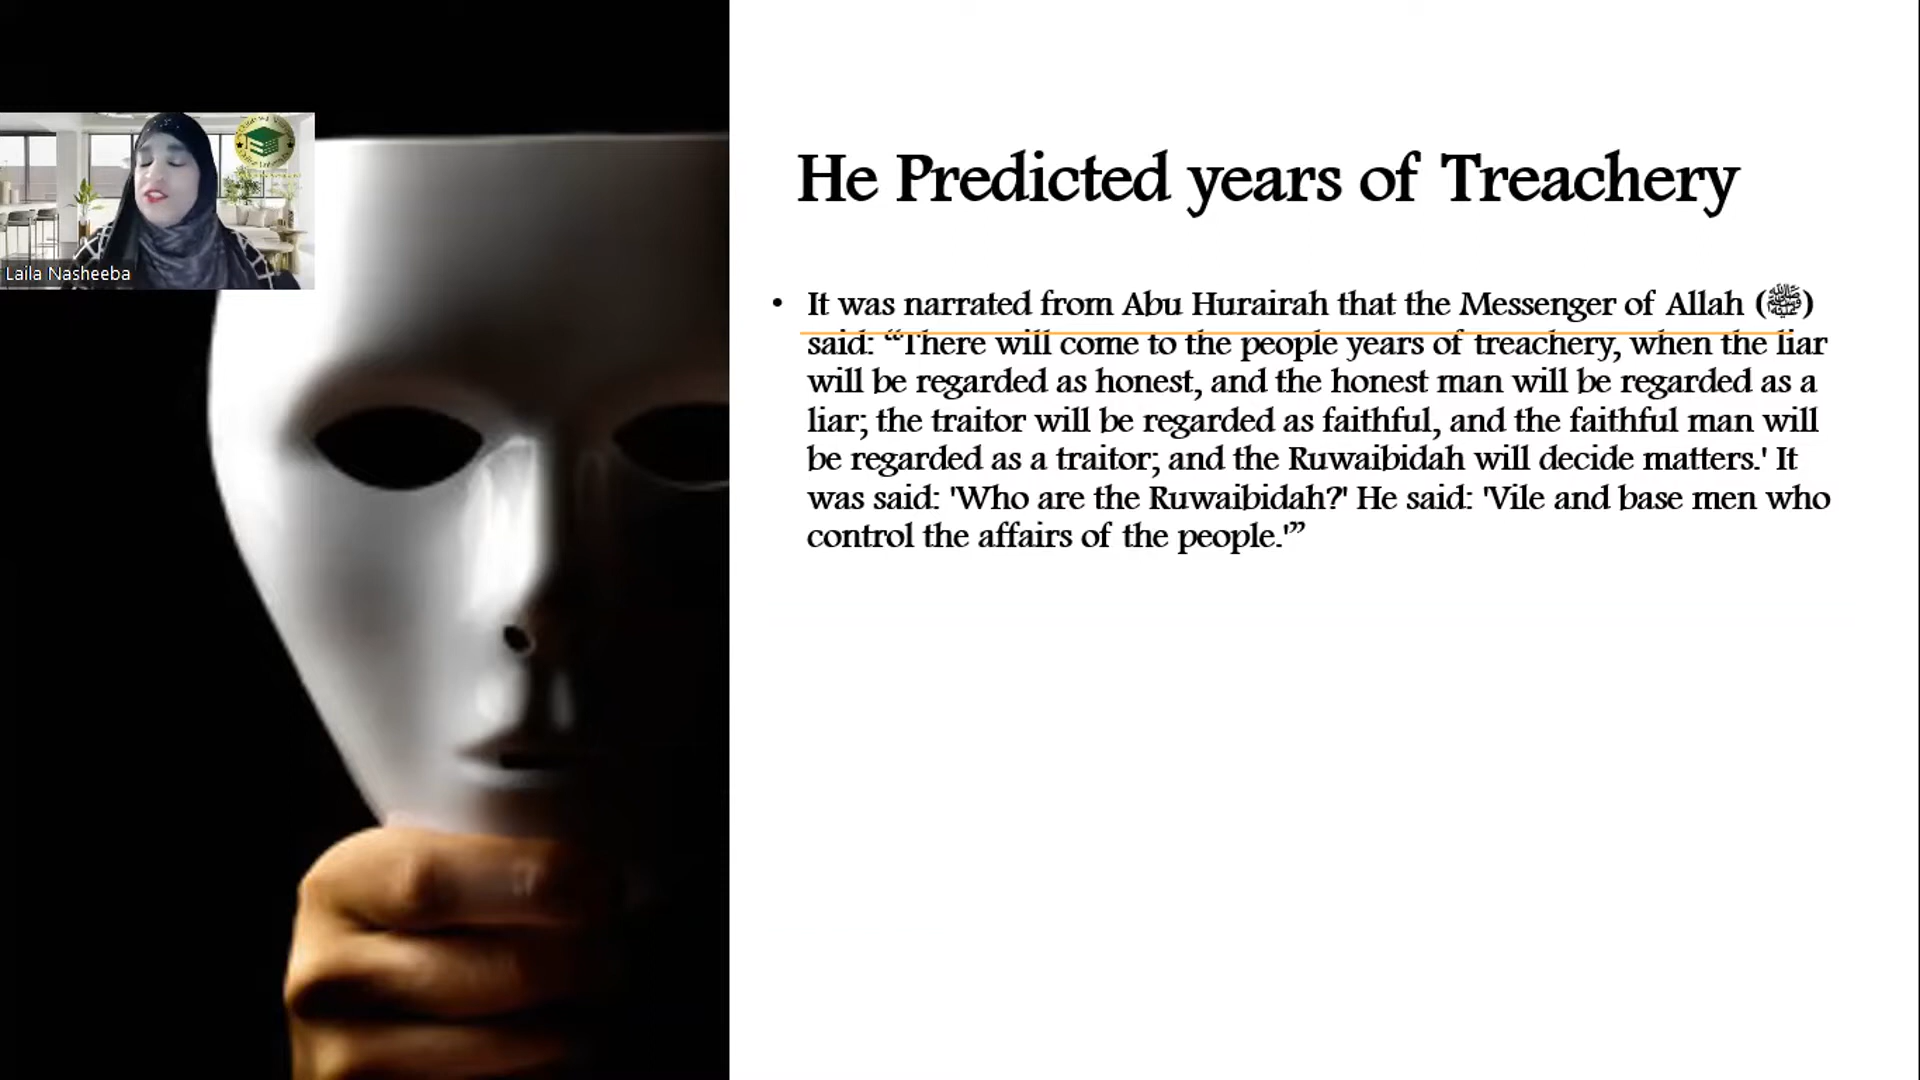 Laila Nasheeba
He Predicted years of Treachery
• It was narrated from Abu Hurairah that the Messenger of Allah (ﷺ)
said: “There will come to the people years of treachery, when the liar
will be regarded as honest, and the honest man will be regarded as a
liar; the traitor will be regarded as faithful, and the faithful man will
be regarded as a traitor; and the Ruwaibidah will decide matters.' It
was said: 'Who are the Ruwaibidah?' He said: 'Vile and base men who
control the affairs of the people.'”